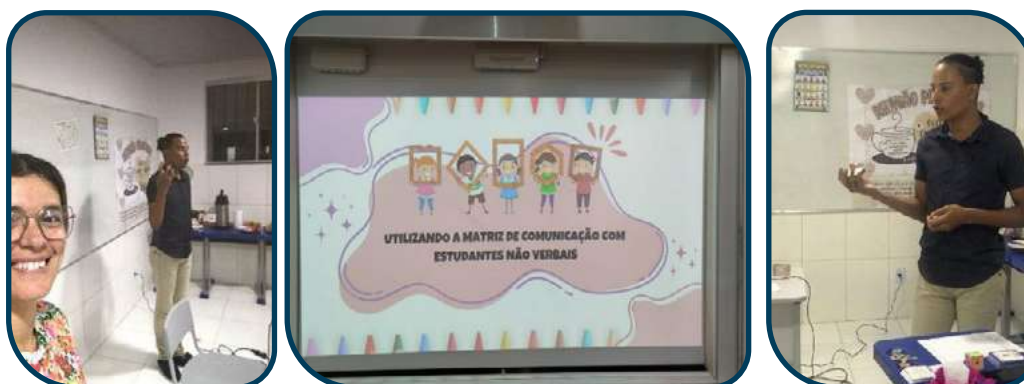 UTILIZANDO A MATRIZ DE COMUNICAÇÃO COM
ESTUDANTES NÃO VERBAIS